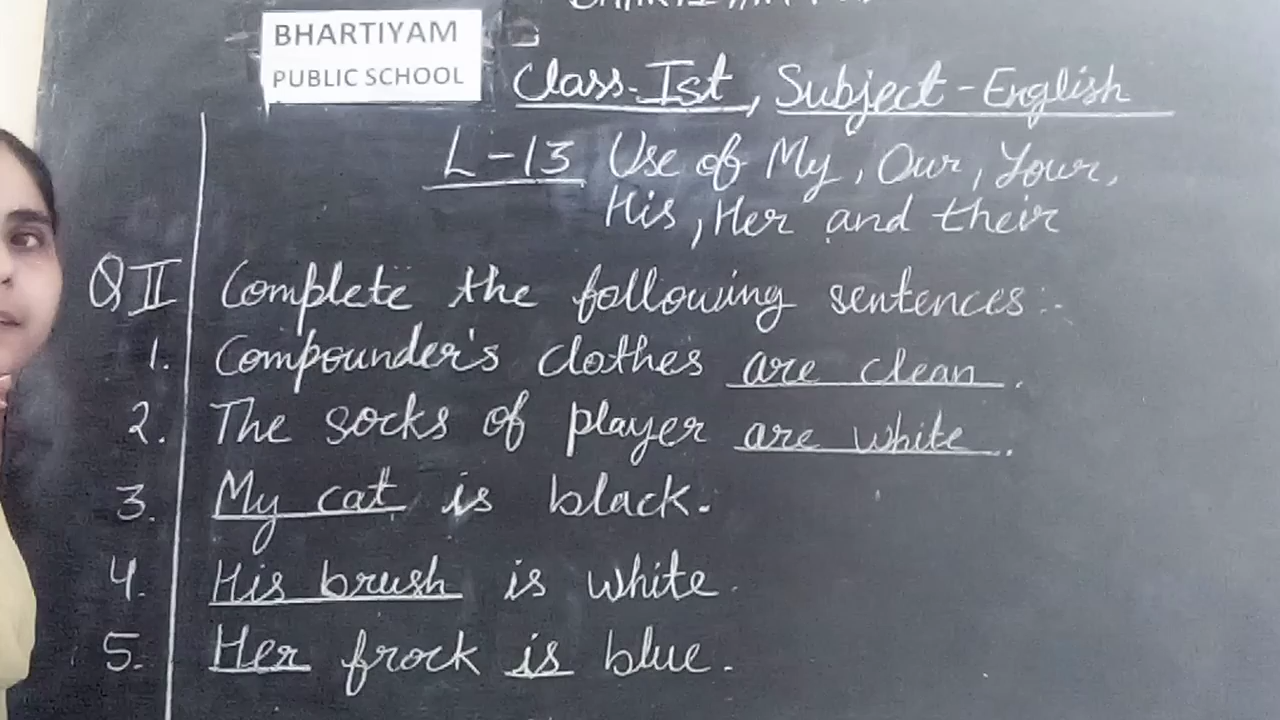 BHARTIYAM
PUBLIC SCHOOL
Class-Ist, Subject-English
L-13 Use of My, Our, Your,
His, Her and their
Q II Complete the following sentences:-
1. Compounder's clothes are clean.
2. The socks of player are white.
3. My cat is black.
4. His brush is white.
5. Her frock is blue.